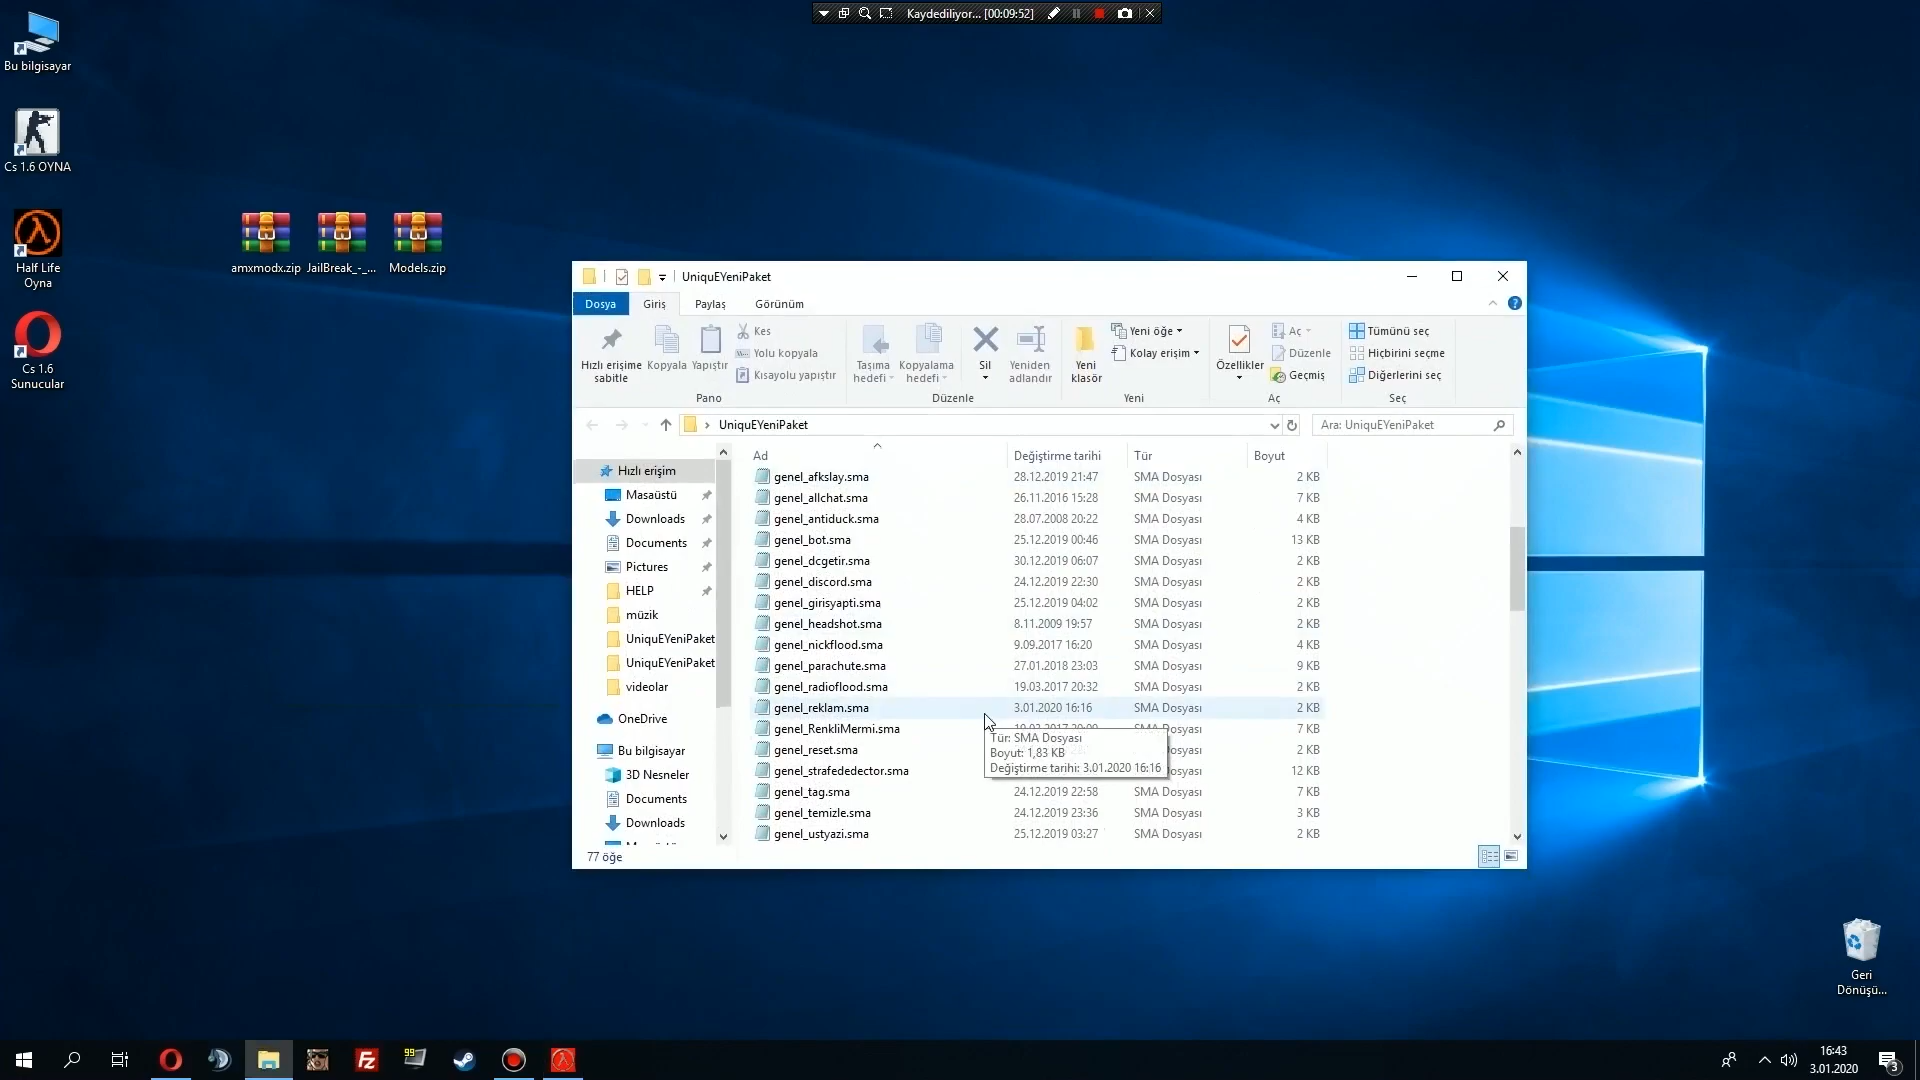 Kaydediliyor... [00:09:52]
Bu bilgisayar
Cs 1.6 OYNA
Half Life
Oyna
Cs 1.6
Sunucular
amxmodx.zip
JailBreak_-_...
Models.zip
UniquEYeniPaket
Dosya
Giriş
Paylaş
Görünüm
Hızlı erişime
sabitle
Kopyala
Yapıştır
Kes
Yolu kopyala
Kısayolu yapıştır
Pano
Taşıma
hedefi
Kopyalama
hedefi
Sil
Yeniden
adlandır
Düzenle
Yeni
klasör
Yeni öğe
Kolay erişim
Yeni
Özellikler
Aç
Düzenle
Geçmiş
Aç
Tümünü seç
Hiçbirini seçme
Diğerlerini seç
Seç
UniquEYeniPaket
Ara: UniquEYeniPaket
Hızlı erişim
Masaüstü
Downloads
Documents
Pictures
HELP
müzik
UniquEYeniPaket
UniquEYeniPaket
videolar
OneDrive
Bu bilgisayar
3D Nesneler
Documents
Downloads
Ad Değiştirme tarihi Tür Boyut
genel_afkslay.sma 28.12.2019 21:47 SMA Dosyası 2 KB
genel_allchat.sma 26.11.2016 15:28 SMA Dosyası 7 KB
genel_antiduck.sma 28.07.2008 20:22 SMA Dosyası 4 KB
genel_bot.sma 25.12.2019 00:46 SMA Dosyası 13 KB
genel_dcgetir.sma 30.12.2019 06:07 SMA Dosyası 2 KB
genel_discord.sma 24.12.2019 22:30 SMA Dosyası 2 KB
genel_girisyapti.sma 25.12.2019 04:02 SMA Dosyası 2 KB
genel_headshot.sma 8.11.2009 19:57 SMA Dosyası 2 KB
genel_nickflood.sma 9.09.2017 16:20 SMA Dosyası 4 KB
genel_parachute.sma 27.01.2018 23:03 SMA Dosyası 9 KB
genel_radioflood.sma 19.03.2017 20:32 SMA Dosyası 2 KB
genel_reklam.sma 3.01.2020 16:16 SMA Dosyası 2 KB
genel_RenkliMermi.sma 7 KB
genel_reset.sma 2 KB
genel_strafededector.sma 12 KB
genel_tag.sma 24.12.2019 22:58 SMA Dosyası 7 KB
genel_temizle.sma 24.12.2019 23:36 SMA Dosyası 3 KB
genel_ustyazi.sma 25.12.2019 03:27 SMA Dosyası 2 KB
Tür: SMA Dosyası
Boyut: 1,83 KB
Değiştirme tarihi: 3.01.2020 16:16
77 öğe
Geri
Dönüşü...
99
16:43
3.01.2020
3